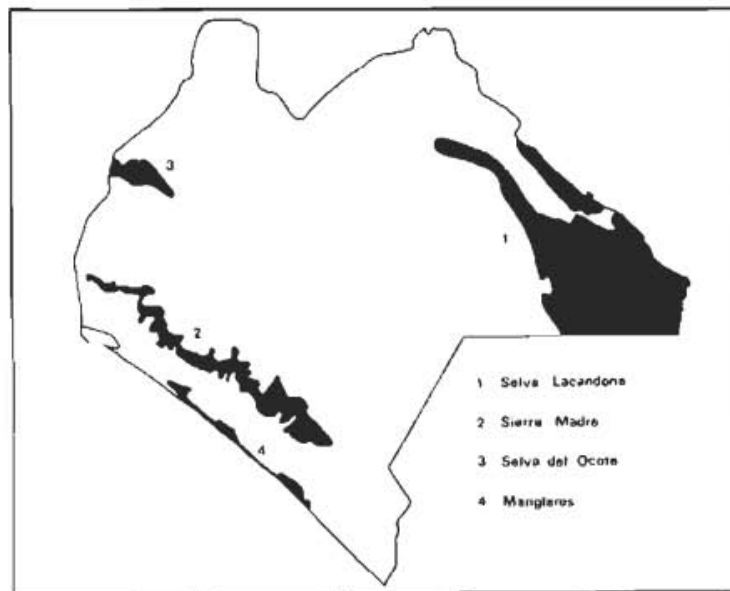 3
1
2
4
1 Selva Lacandona
2 Sierra Madre
3 Selva del Ocote
4 Manglares